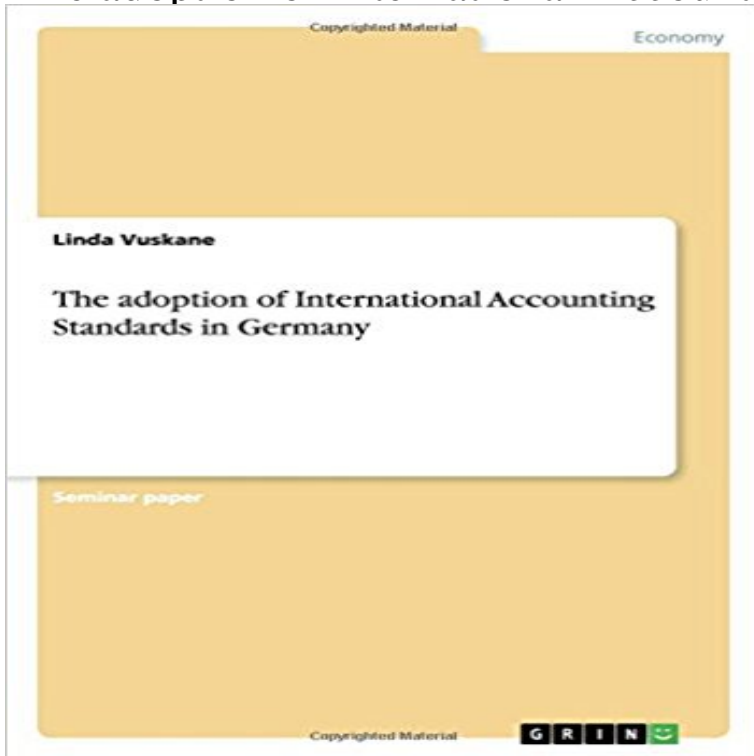 Copyrighted Material
Economy
Linda Vuskane
The adoption of International Accounting
Standards in Germany
Seminar paper
Copyrighted Material
GRIN